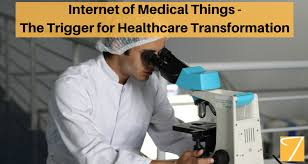 Internet of Medical Things -
The Trigger for Healthcare Transformation